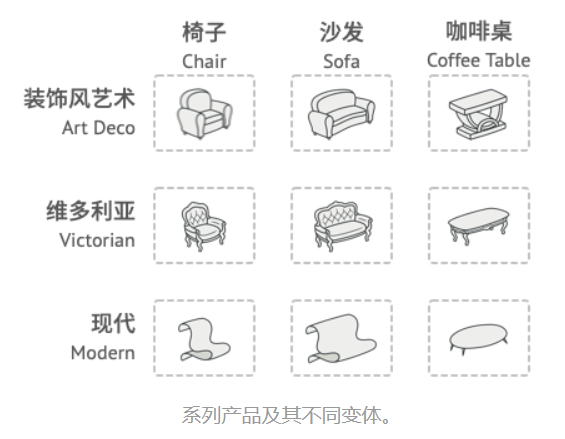 椅子
Chair
沙发
Sofa
咖啡桌
Coffee Table
装饰风艺术
Art Deco
维多利亚
Victorian
现代
Modern
系列产品及其不同变体。